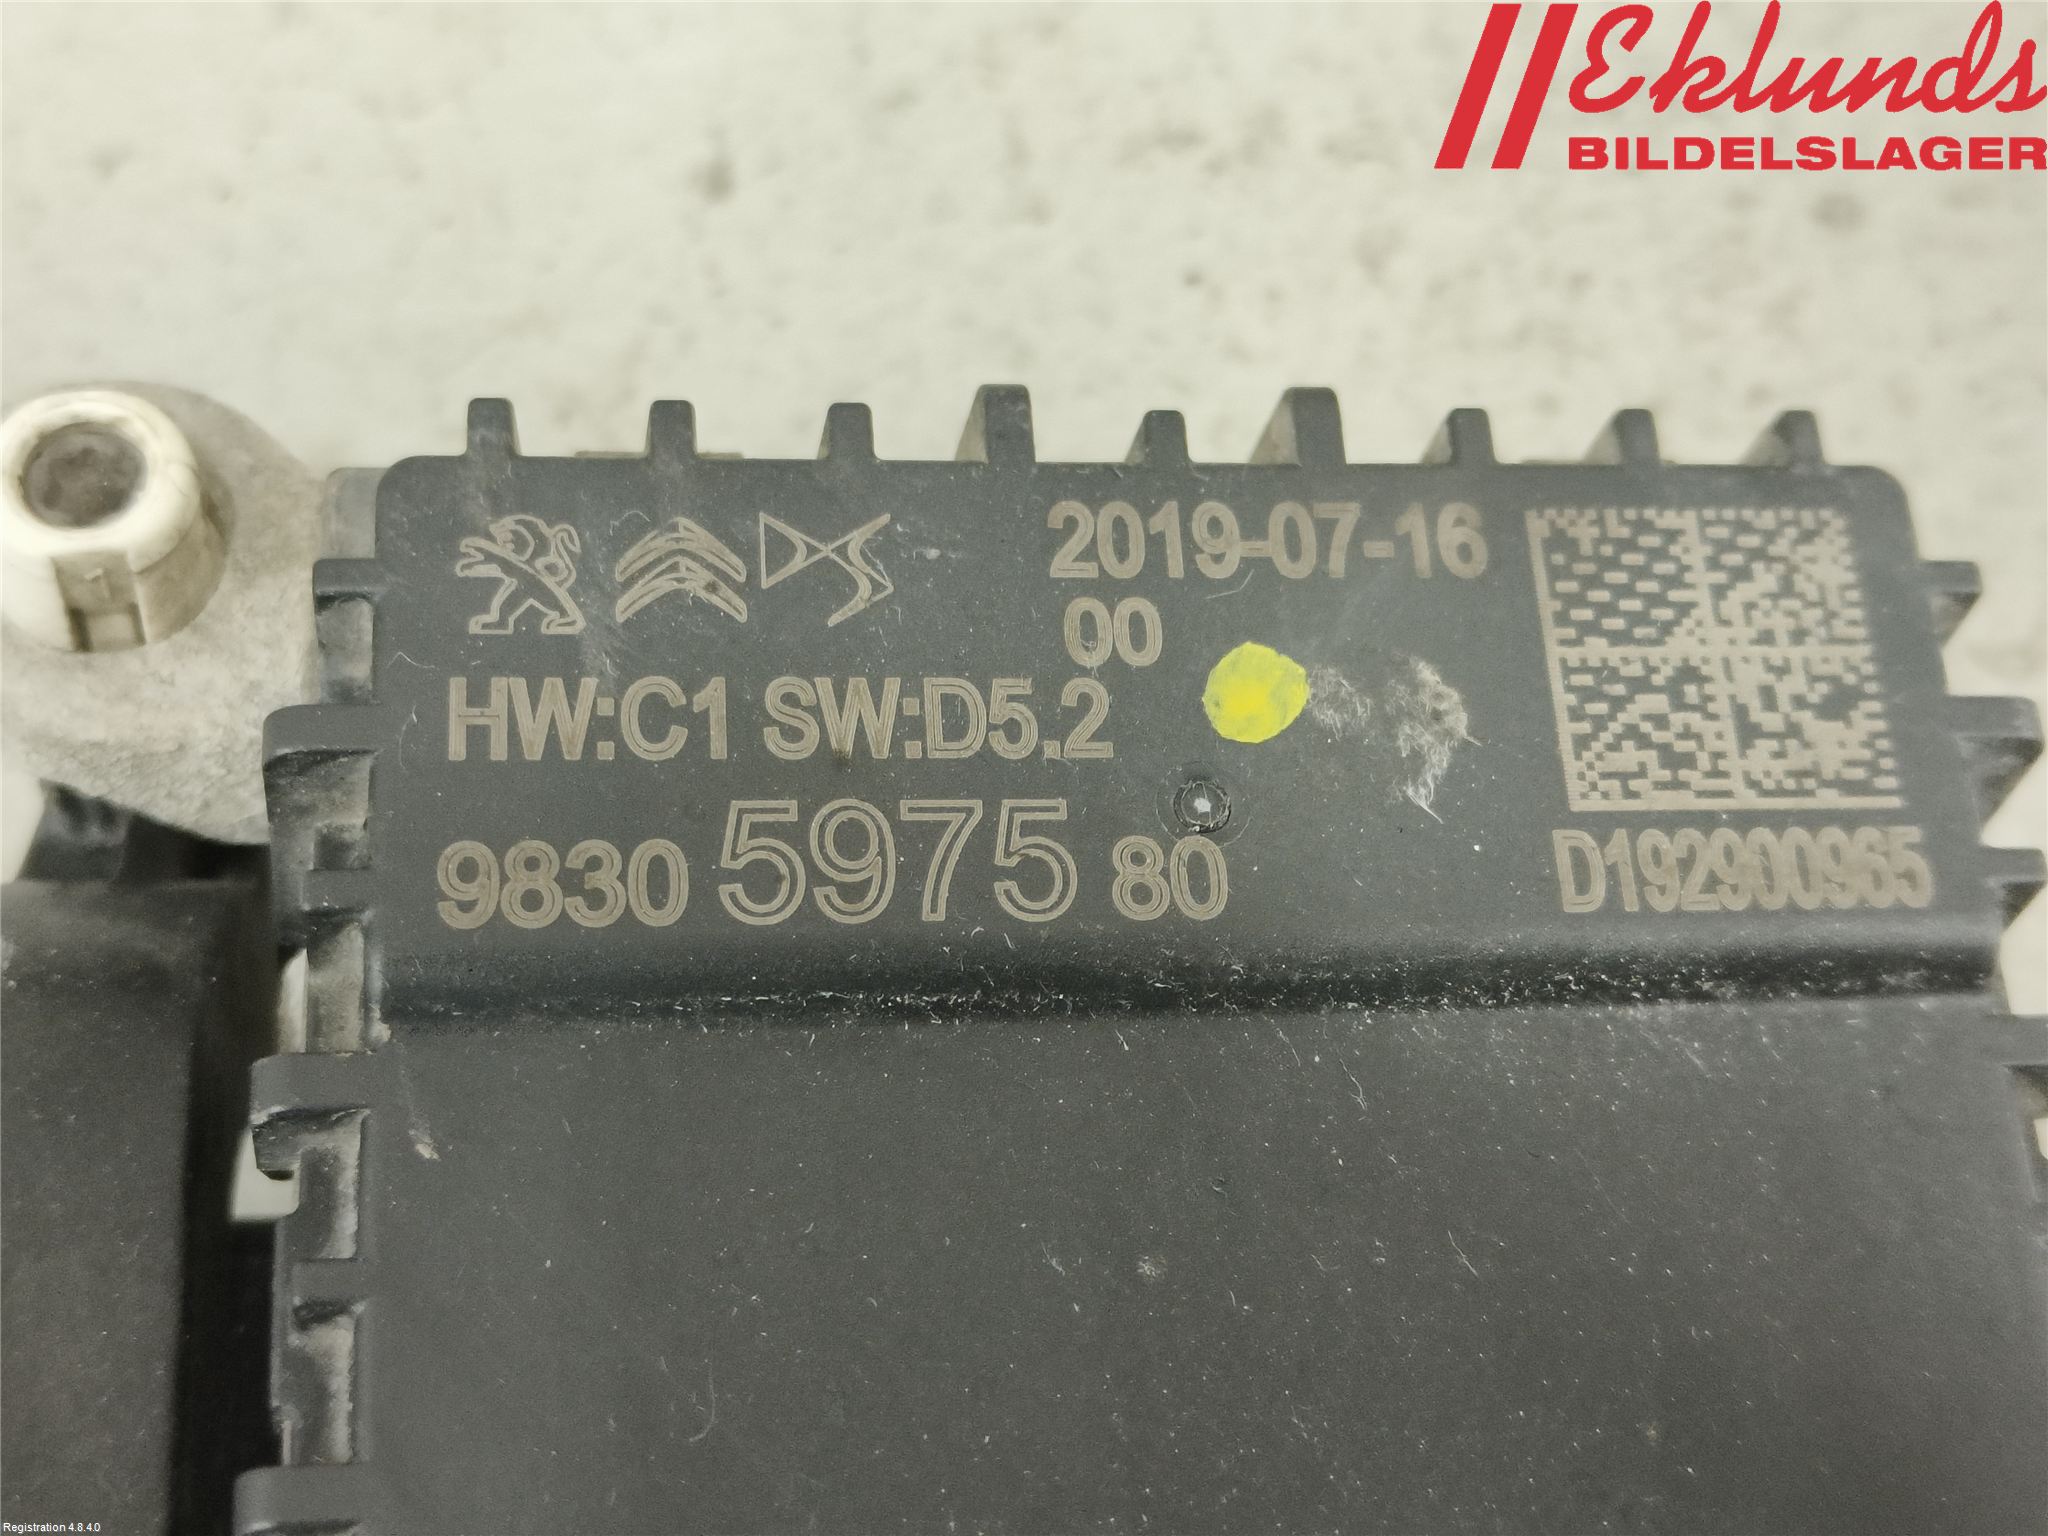 Eklunds
BILDELSLAGER
2019-07-16
00
HW:C1 SW:D5.2
9830 5975 80
D192900965
Registration 4.8.4.0